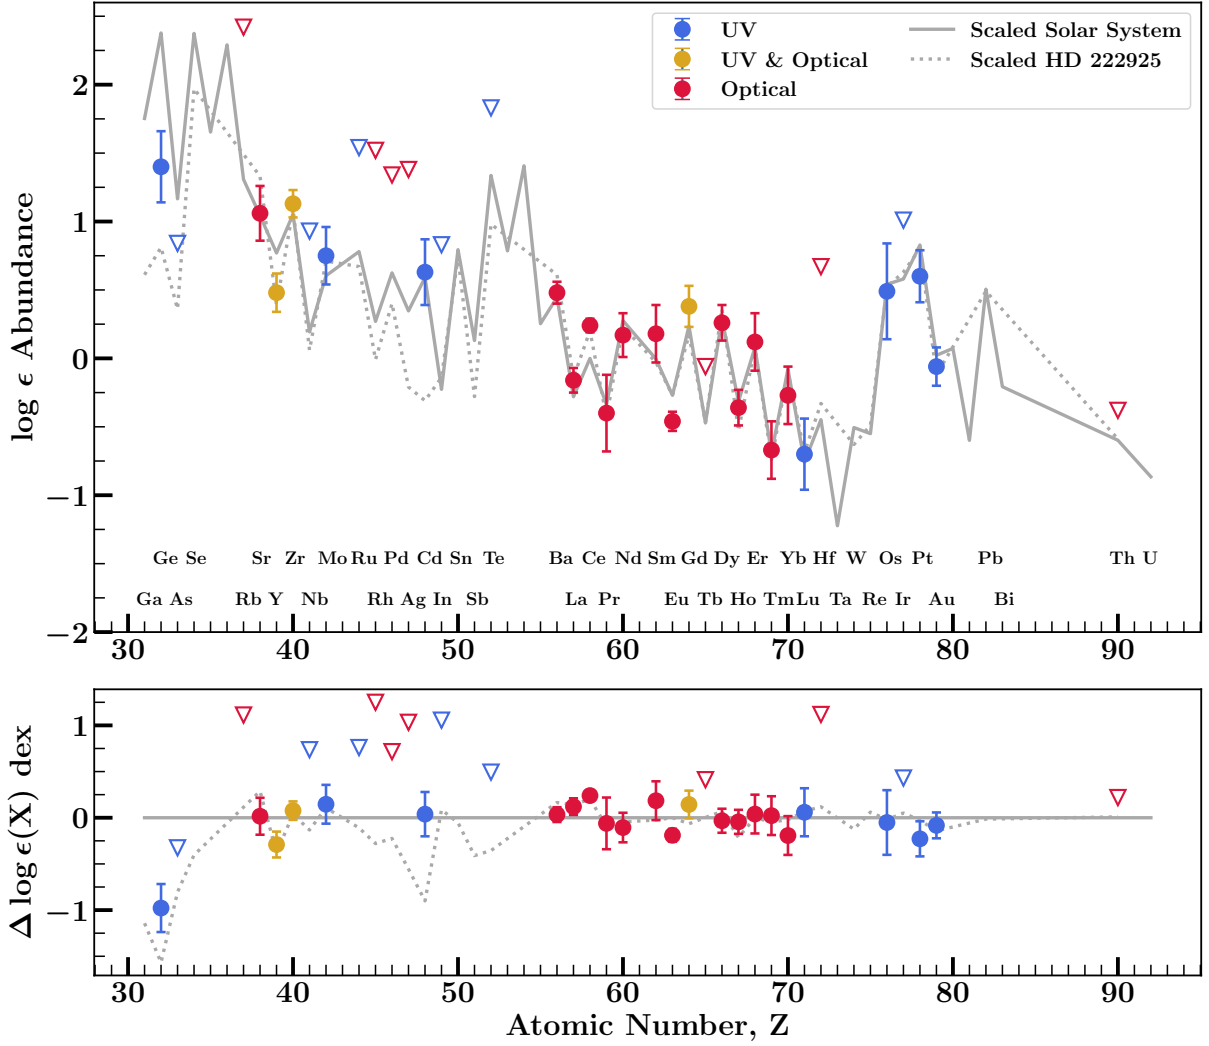 UV
UV & Optical
Optical
Scaled Solar System
Scaled HD 222925
log ϵ Abundance
2
1
0
−1
−2
Ge Se Sr Zr Mo Ru Pd Cd Sn Te Ba Ce Nd Sm Gd Dy Er Yb Hf W Os Pt Pb Th U
Ga As Rb Y Nb Rh Ag In Sb La Pr Eu Tb Ho Tm Lu Ta Re Ir Au Bi
30 40 50 60 70 80 90
Δ log ϵ(X) dex
1
0
−1
30 40 50 60 70 80 90
Atomic Number, Z